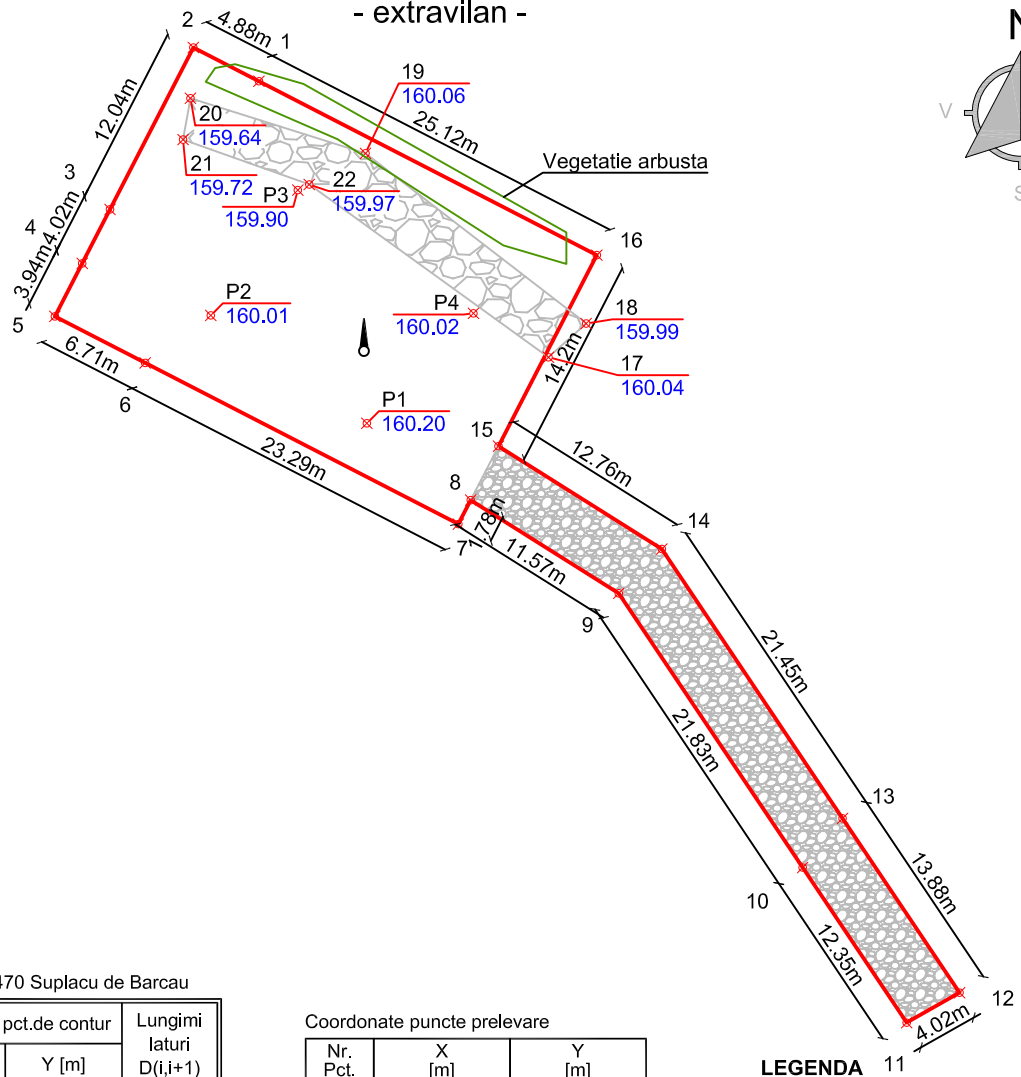 - extravilan -
N
V
S
2
4.88m
1
19
160.06
25.12m
12.04m
20
159.64
21
159.72
22
159.97
P3
159.90
Vegetatie arbusta
3
4.02m
4
3.94m
5
16
P2
160.01
P4
160.02
18
159.99
14.2m
17
160.04
6.71m
6
P1
160.20
15
12.76m
23.29m
8
1.78m
7
11.57m
14
9
21.45m
21.83m
13
10
13.88m
12.35m
12
4.02m
11
470 Suplacu de Barcau
pct.de contur
Lungimi
laturi
D(i,i+1)
Y [m]
Coordonate puncte prelevare
Nr.
Pct.
X
[m]
Y
[m]
LEGENDA